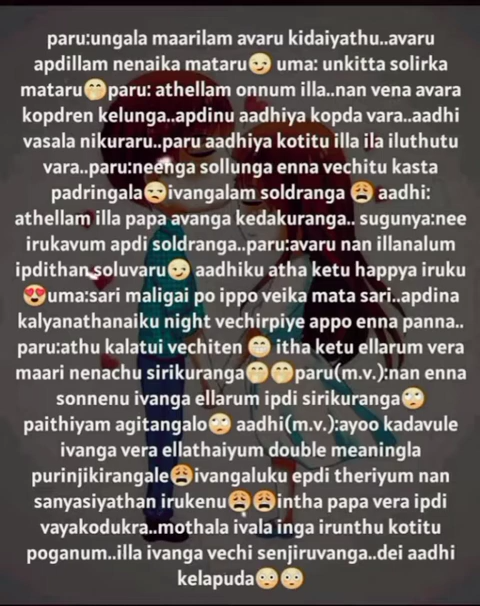 paru:ungala maarilam avaru kidaiyathu..avaru
apdillam nenaika mataru😏 uma: unkitta solirka
mataru🤭paru: athellam onnum illa..nan vena avara
kopdren kelunga..apdinu aadhiya kopda vara..aadhi
vasala nikuraru..paru aadhiya kotitu illa ila iluthutu
vara..paru:neenga sollunga enna vechitu kasta
padringala😒ivangalam soldranga 😩 aadhi:
athellam illa papa avanga kedakuranga.. sugunya:nee
irukavum apdi soldranga..paru:avaru nan illanalum
ipdithan soluvaru😏 aadhiku atha ketu happya iruku
😍uma:sari maligai po ippo veika mata sari..apdina
kalyanathanaiku night vechirpiye appo enna panna..
paru:athu kalatui vechiten 😁 itha ketu ellarum vera
maari nenachu sirikuranga🤭🤭paru(m.v.):nan enna
sonnenu ivanga ellarum ipdi sirikuranga🙄
paithiyam agitangalo🙄 aadhi(m.v.):ayoo kadavule
ivanga vera ellathaiyum double meaningla
purinjikirangale😩ivangaluku epdi theriyum nan
sanyasiyathan irukenu😩😩intha papa vera ipdi
vayakodukra..mothala ivala inga irunthu kotitu
poganum..illa ivanga vechi senjiruvanga..dei aadhi
kelapuda😳😳